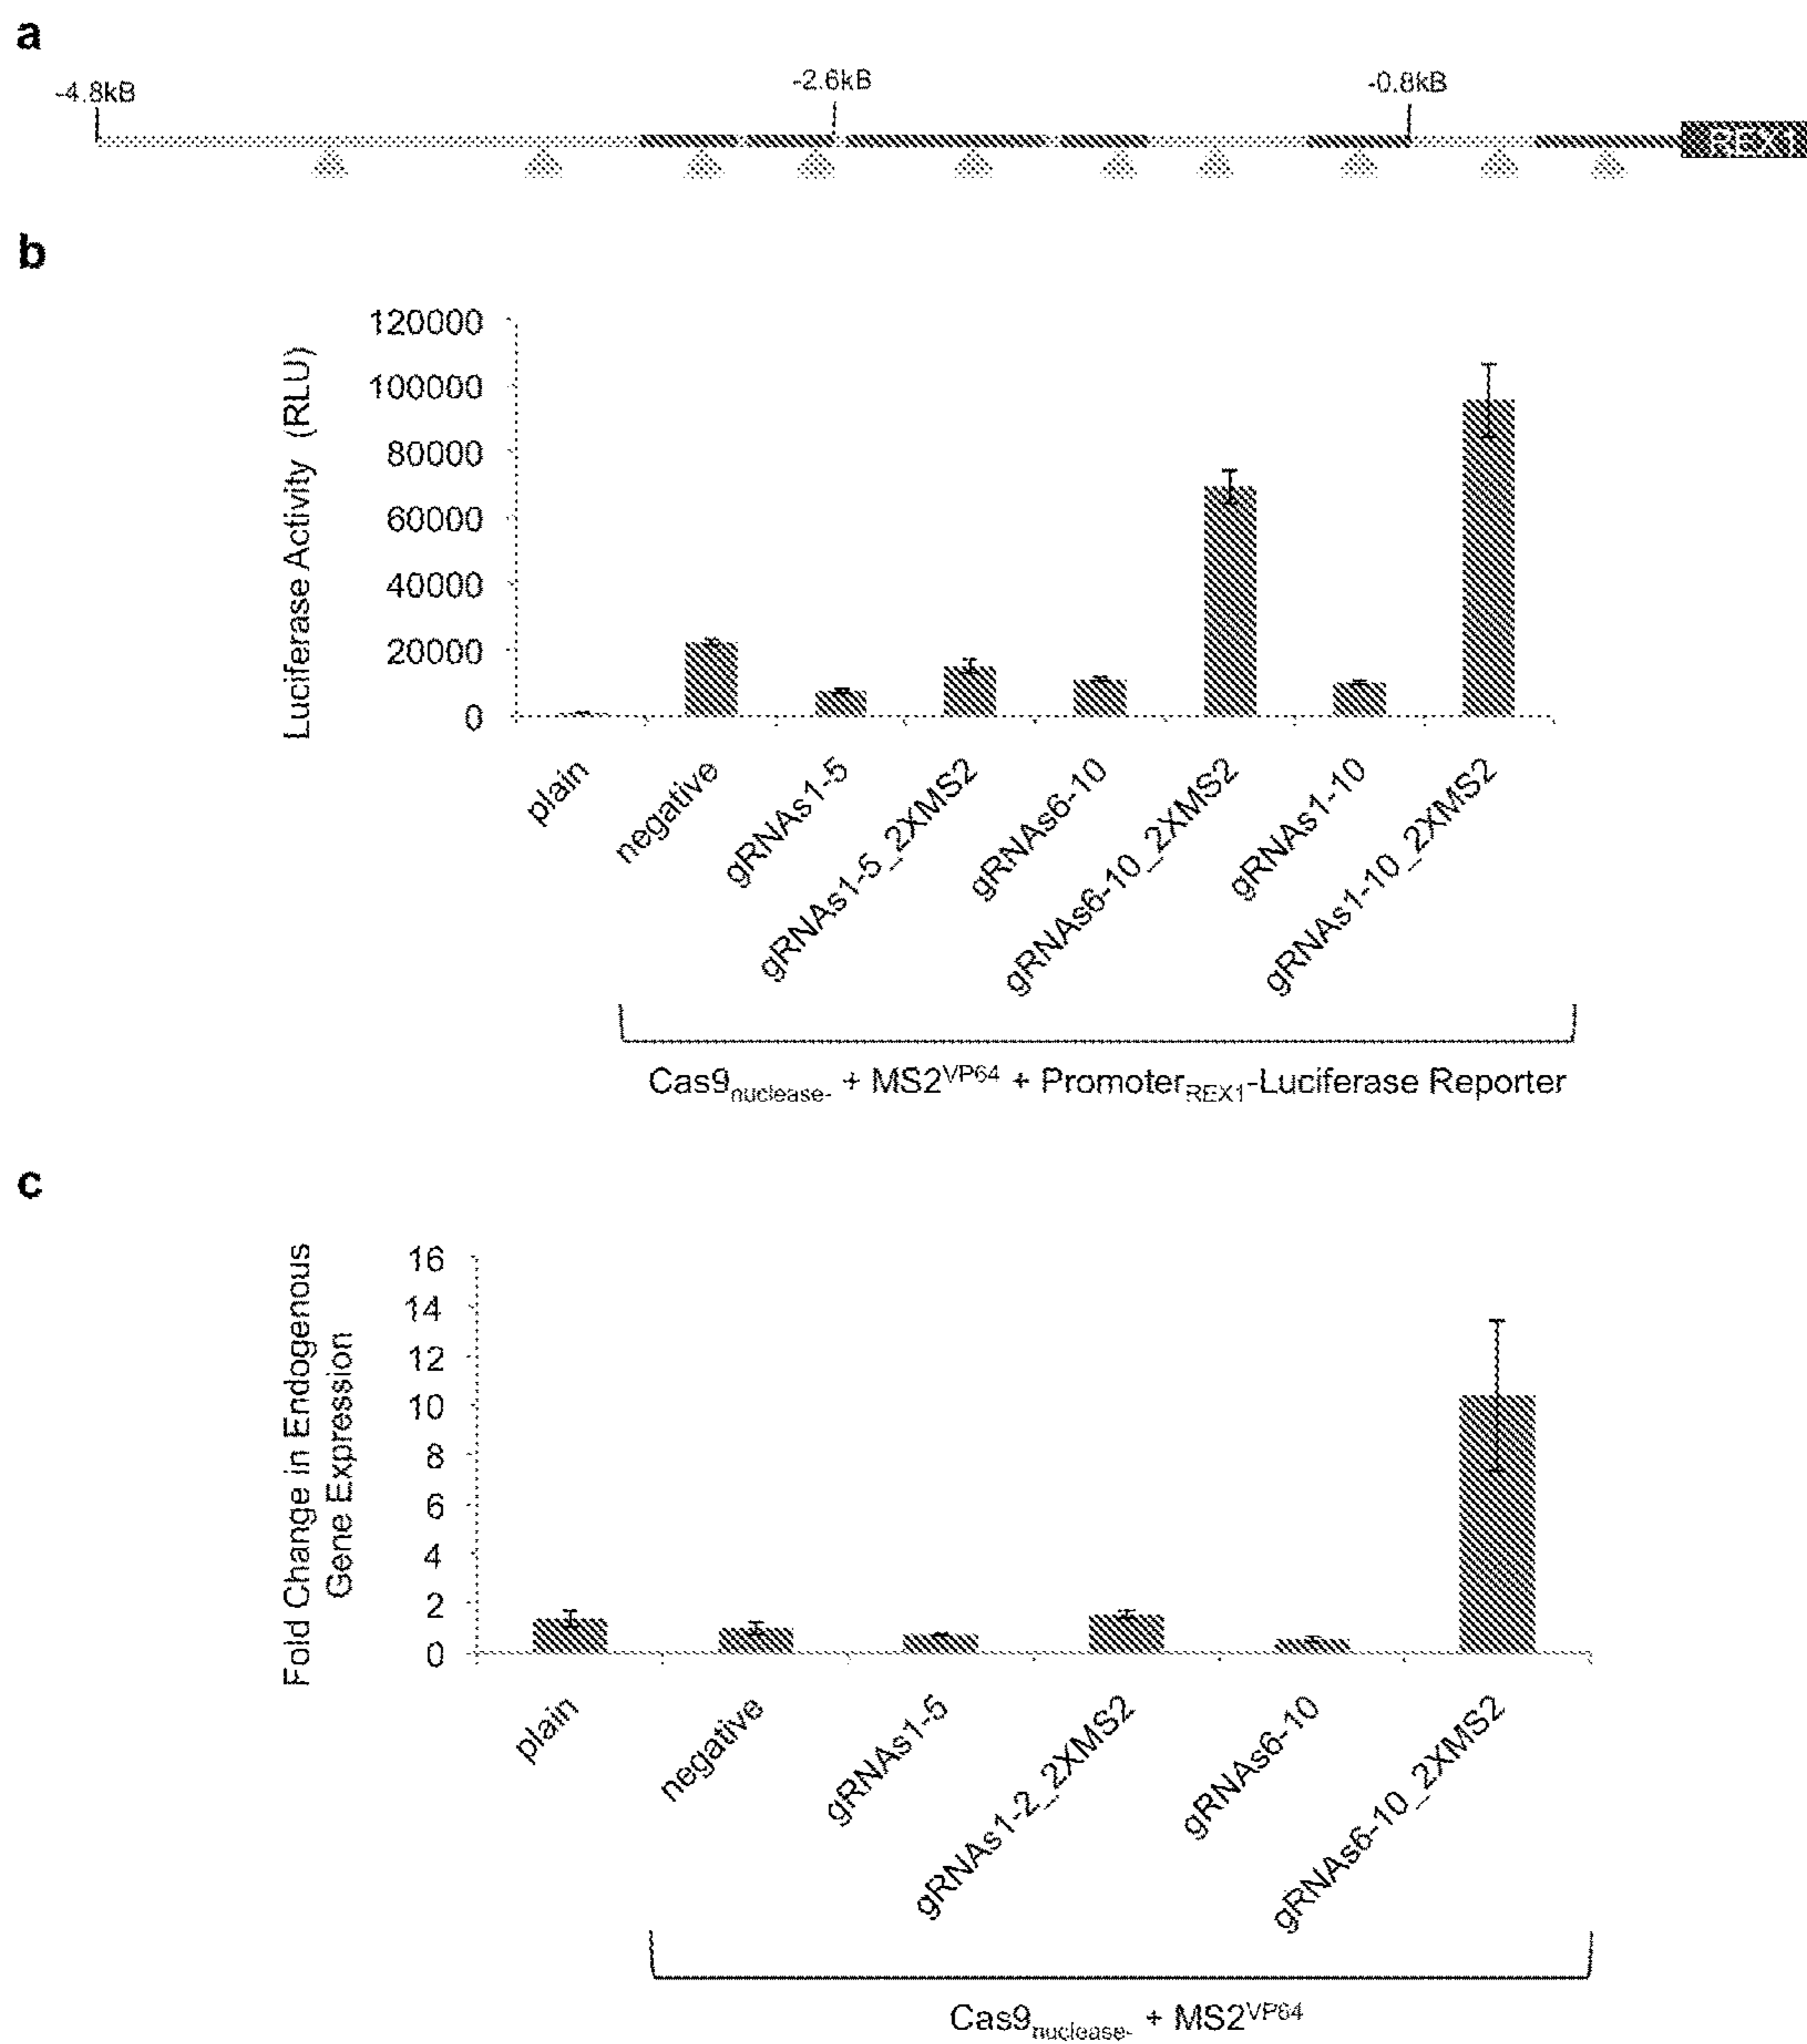 a
-4.8kB
-2.6kB
-0.8kB
REX1
b
Luciferase Activity (RLU)
120000
100000
80000
60000
40000
20000
0
plain
negative
gRNAs1-5
gRNAs1-5_2XMS2
gRNAs6-10
gRNAs6-10_2XMS2
gRNAs1-10
gRNAs1-10_2XMS2
Cas9nuclease- + MS2VP64 + PromoterREX1-Luciferase Reporter
c
Fold Change in Endogenous
Gene Expression
16
14
12
10
8
6
4
2
0
plain
negative
gRNAs1-5
gRNAs1-2_2XMS2
gRNAs6-10
gRNAs6-10_2XMS2
Cas9nuclease- + MS2VP64